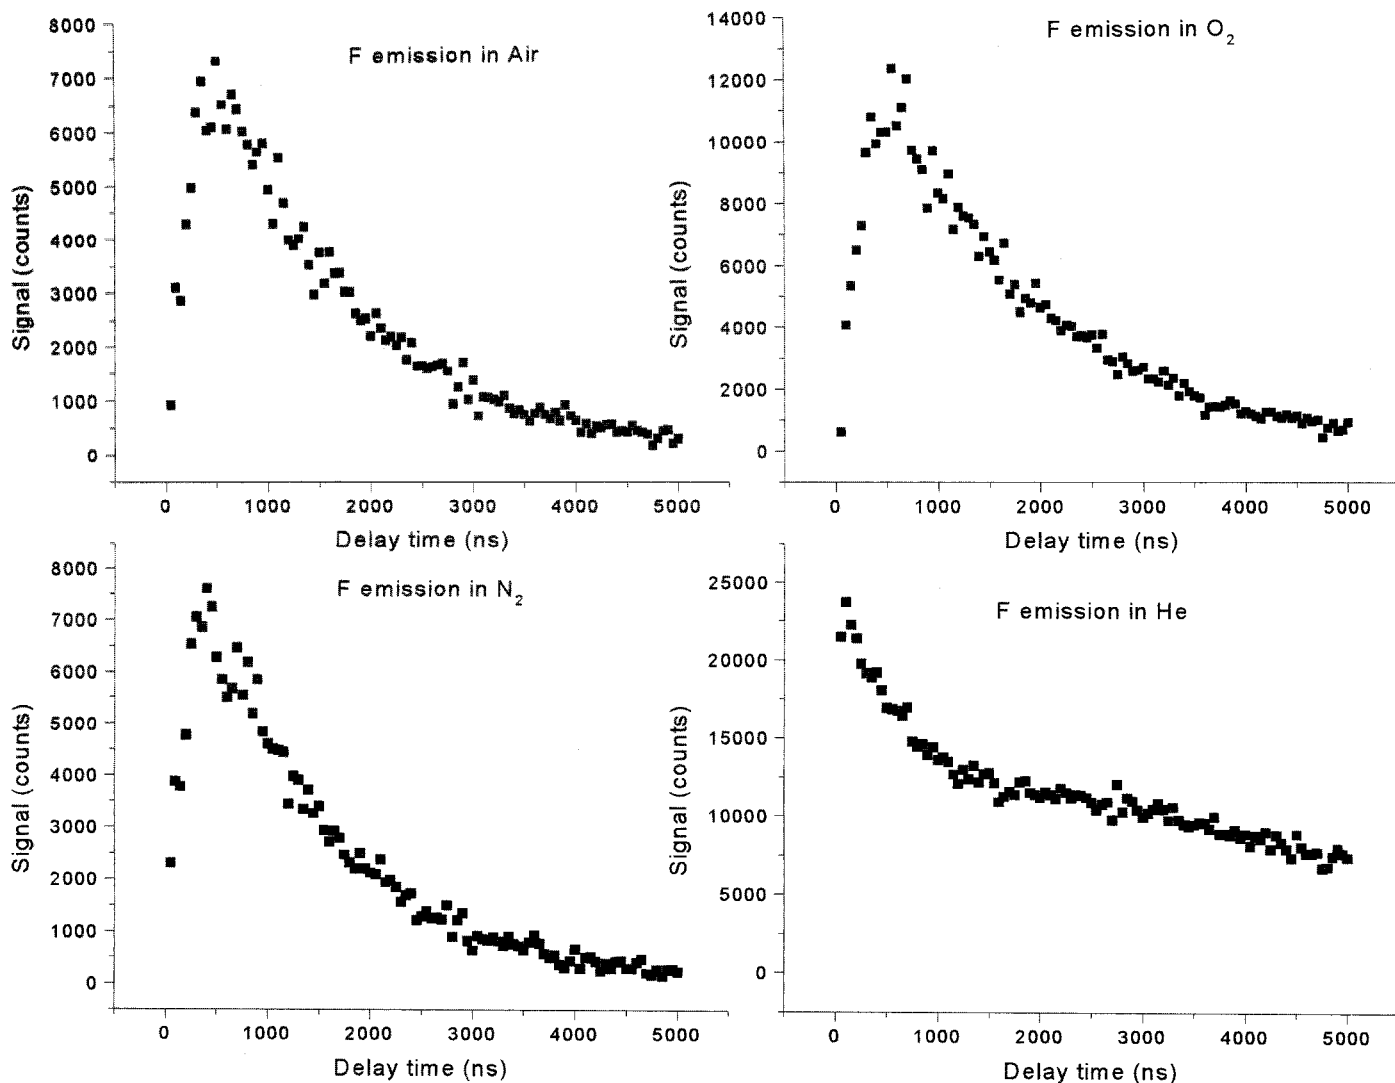 F emission in Air
Signal (counts)
8000
7000
6000
5000
4000
3000
2000
1000
0
0 1000 2000 3000 4000 5000
Delay time (ns)
F emission in O2
Signal (counts)
14000
12000
10000
8000
6000
4000
2000
0
0 1000 2000 3000 4000 5000
Delay time (ns)
F emission in N2
Signal (counts)
8000
7000
6000
5000
4000
3000
2000
1000
0
0 1000 2000 3000 4000 5000
Delay time (ns)
F emission in He
Signal (counts)
25000
20000
15000
10000
5000
0
0 1000 2000 3000 4000 5000
Delay time (ns)